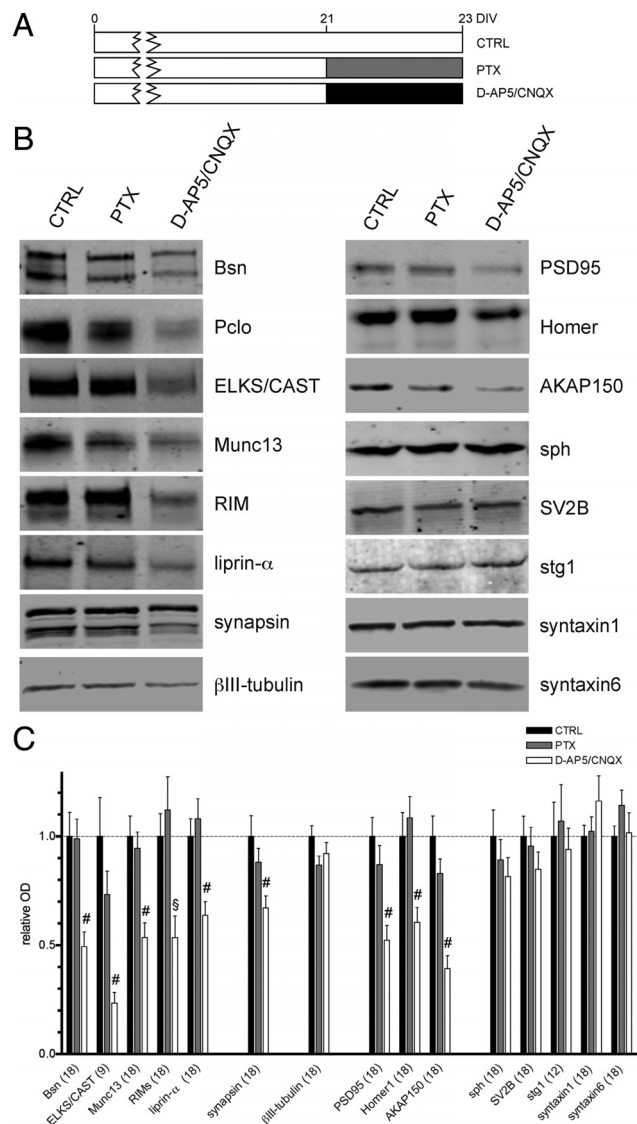 A
0 21 23 DIV
CTRL
PTX
D-AP5/CNQX
B
CTRL PTX D-AP5/CNQX CTRL PTX D-AP5/CNQX
Bsn PSD95
Pclo Homer
ELKS/CAST AKAP150
Munc13 sph
RIM SV2B
liprin-α stg1
synapsin syntaxin1
βIII-tubulin syntaxin6
C
CTRL
PTX
D-AP5/CNQX
relative OD
1.0
0.5
0.0
# # # § # # # # #
Bsn (18) ELKS/CAST (9) Munc13 (18) RIMs (18) liprin-α (18) synapsin (18) βIII-tubulin (18) PSD95 (18) Homer1 (18) AKAP150 (18) sph (18) SV2B (18) stg1 (12) syntaxin1 (18) syntaxin6 (18)